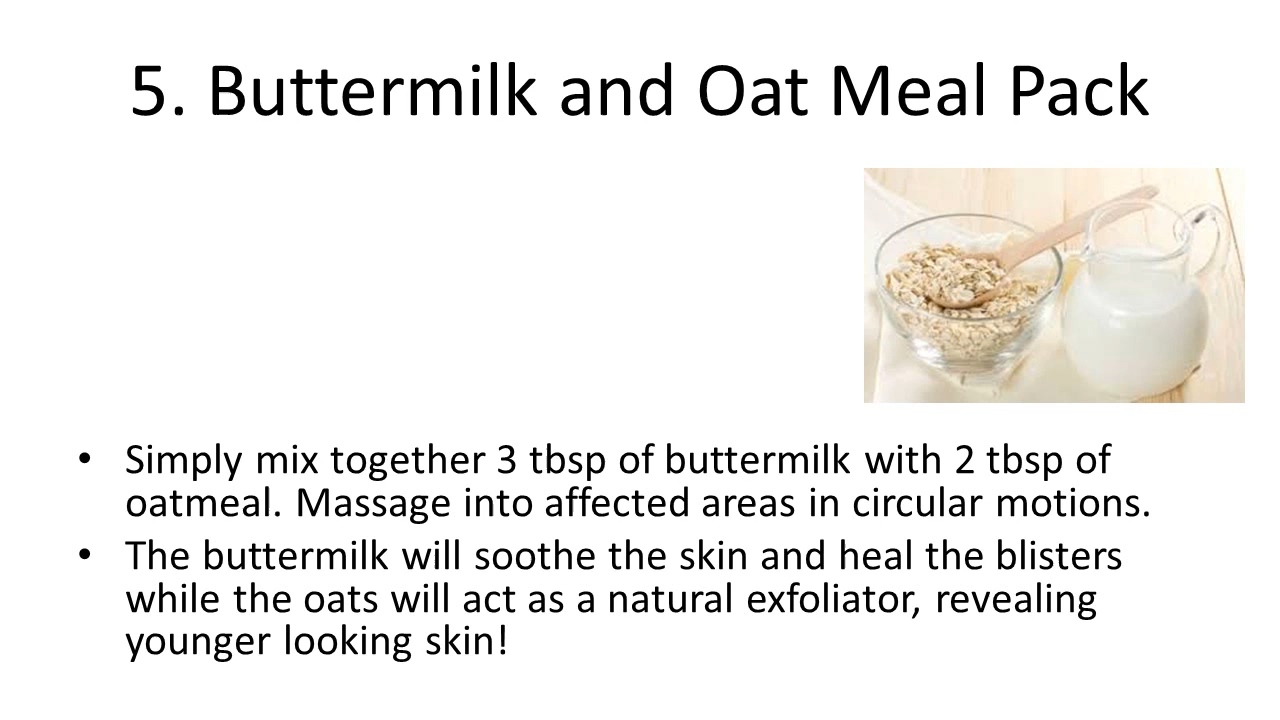 5. Buttermilk and Oat Meal Pack
• Simply mix together 3 tbsp of buttermilk with 2 tbsp of
oatmeal. Massage into affected areas in circular motions.
• The buttermilk will soothe the skin and heal the blisters
while the oats will act as a natural exfoliator, revealing
younger looking skin!